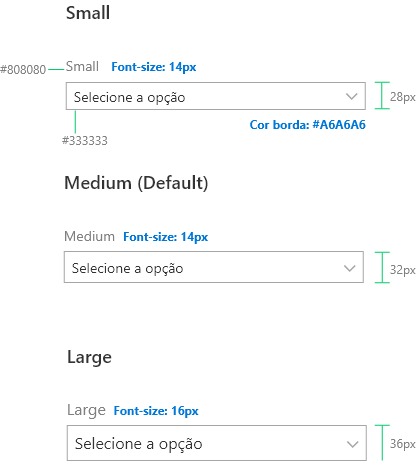 Small
#808080 Small Font-size: 14px
Selecione a opção 28px
Cor borda: #A6A6A6
#333333
Medium (Default)
Medium Font-size: 14px
Selecione a opção 32px
Large
Large Font-size: 16px
Selecione a opção 36px